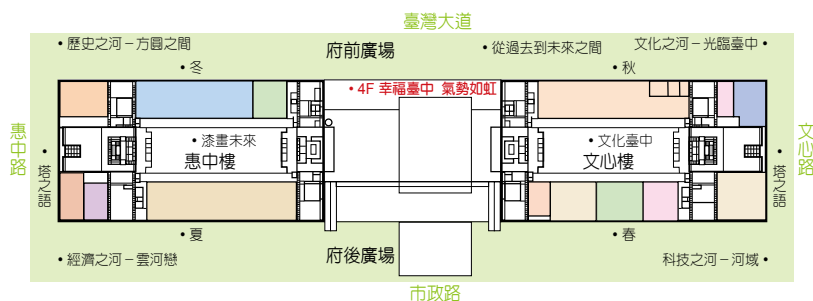 臺灣大道
• 歷史之河－方圓之間
府前廣場
• 從過去到未來之間
文化之河－光臨臺中 •
• 冬
• 秋
• 4F 幸福臺中 氣勢如虹
惠中路
• 塔之語
• 漆畫未來
惠中樓
• 文化臺中
文心樓
• 塔之語
文心路
• 夏
• 春
• 經濟之河－雲河戀
府後廣場
科技之河－河域 •
市政路